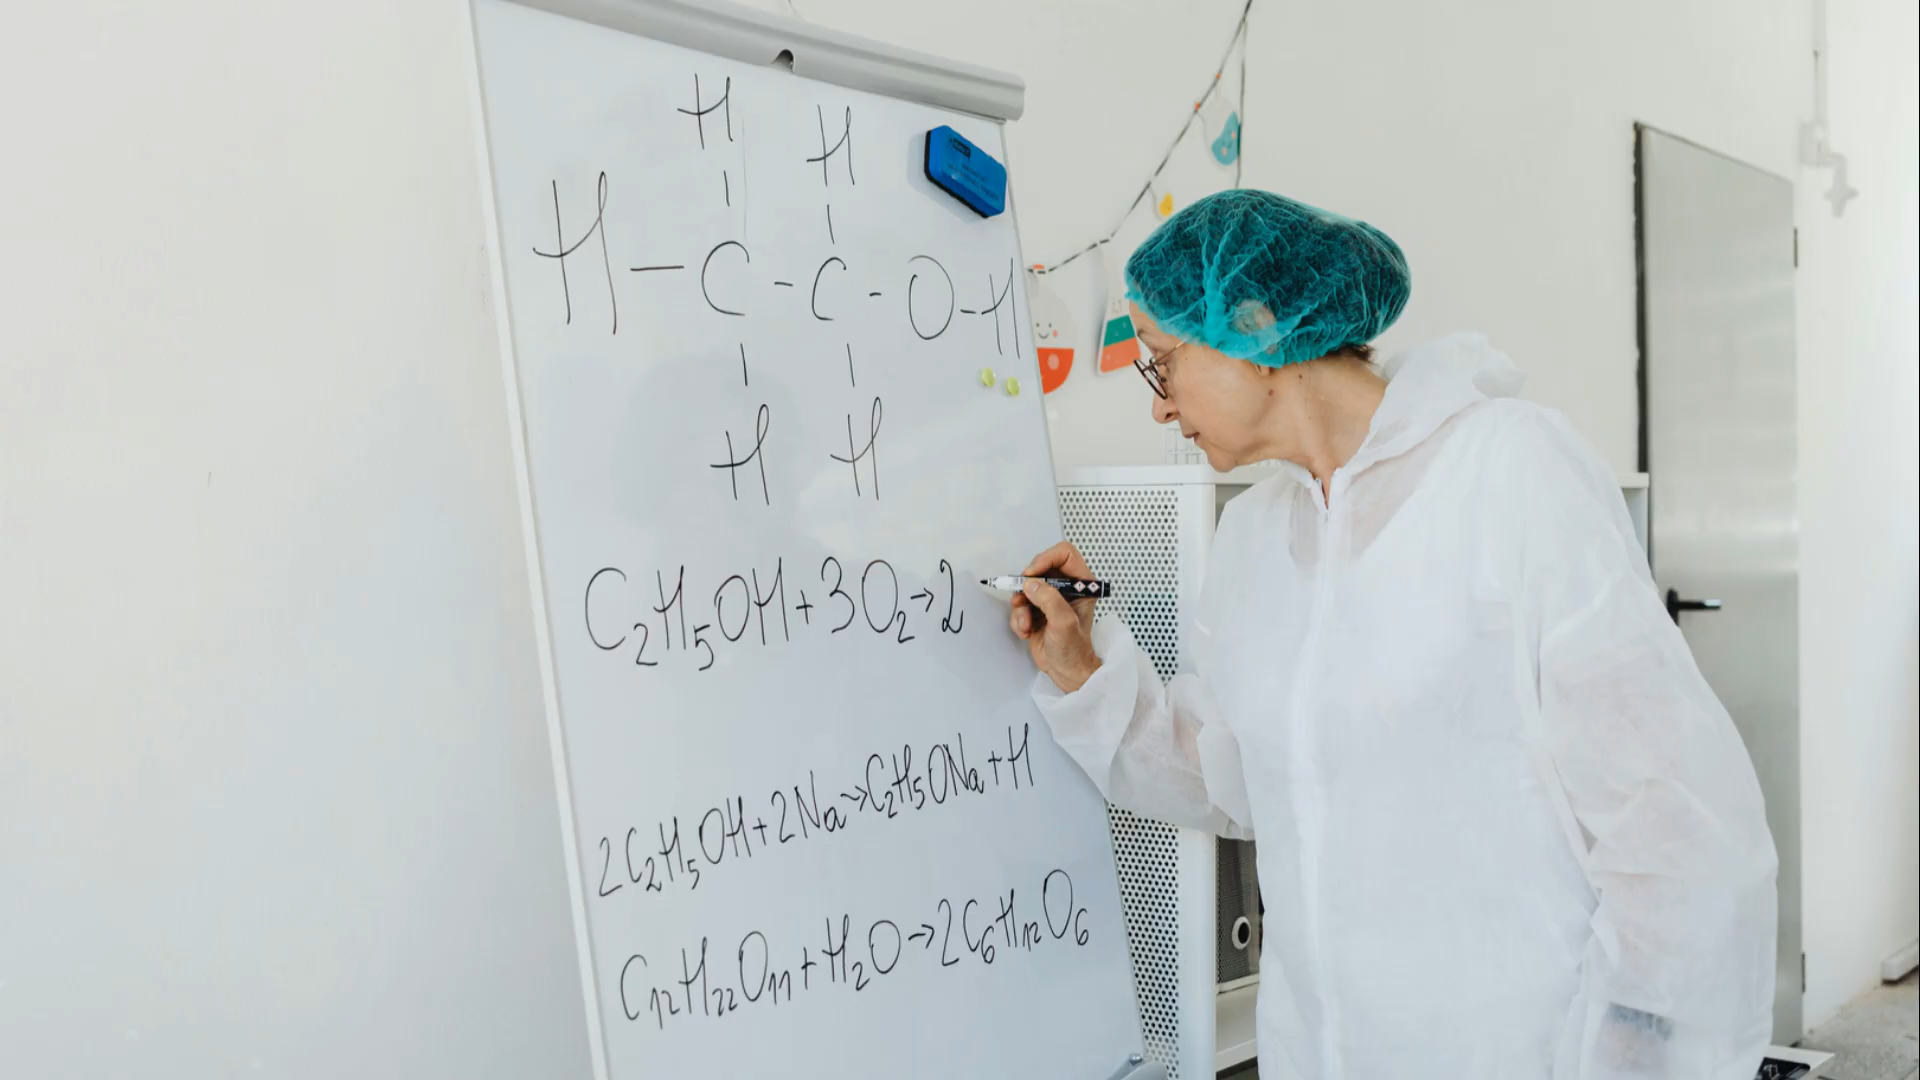 H H
H—C-C-O-H
H H
C₂H₅OH+3O₂→2
2C₂H₅OH+2Na→C₂H₅ONa+H
C₁₂H₂₂O₁₁+H₂O→2C₆H₁₂O₆